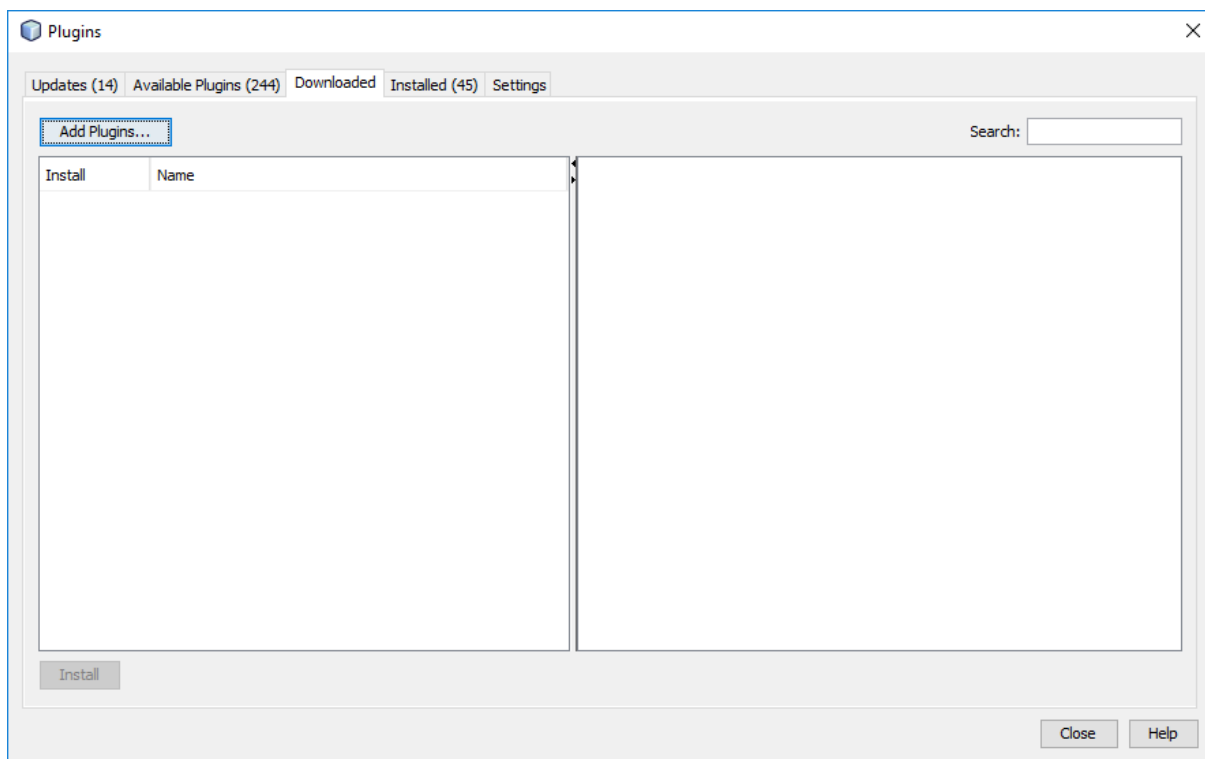 Plugins
Updates (14) Available Plugins (244) Downloaded Installed (45) Settings
Add Plugins... Search:
Install Name
Install
Close Help